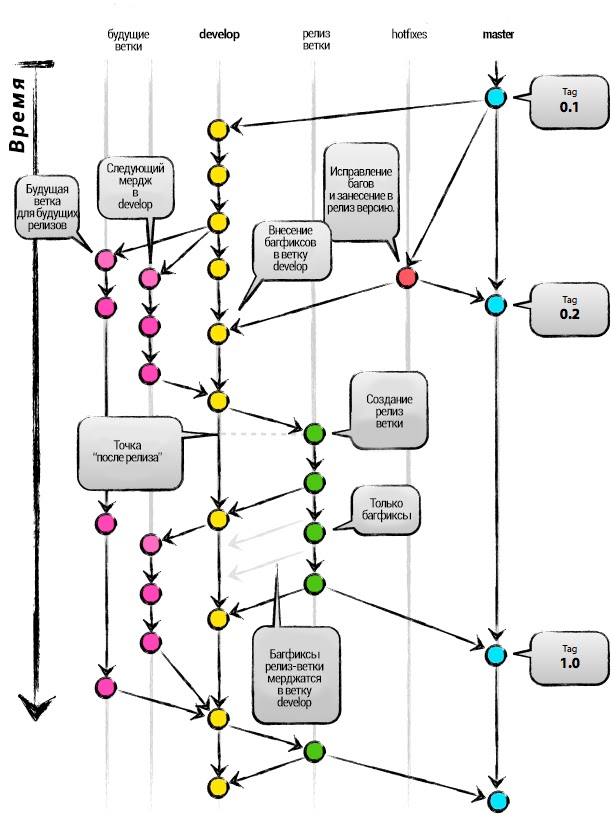 будущие
ветки
develop
релиз
ветки
hotfixes
master
Время
Tag
0.1
Будущая
ветка
для будущих
релизов
Следующий
мердж
в
develop
Исправление
багов
и занесение в
релиз версию.
Внесение
багфиксов
в ветку
develop
Tag
0.2
Создание
релиз
ветки
Точка
"после релиза"
Только
багфиксы
Багфиксы
релиз-ветки
мерджатся
в ветку
develop
Tag
1.0